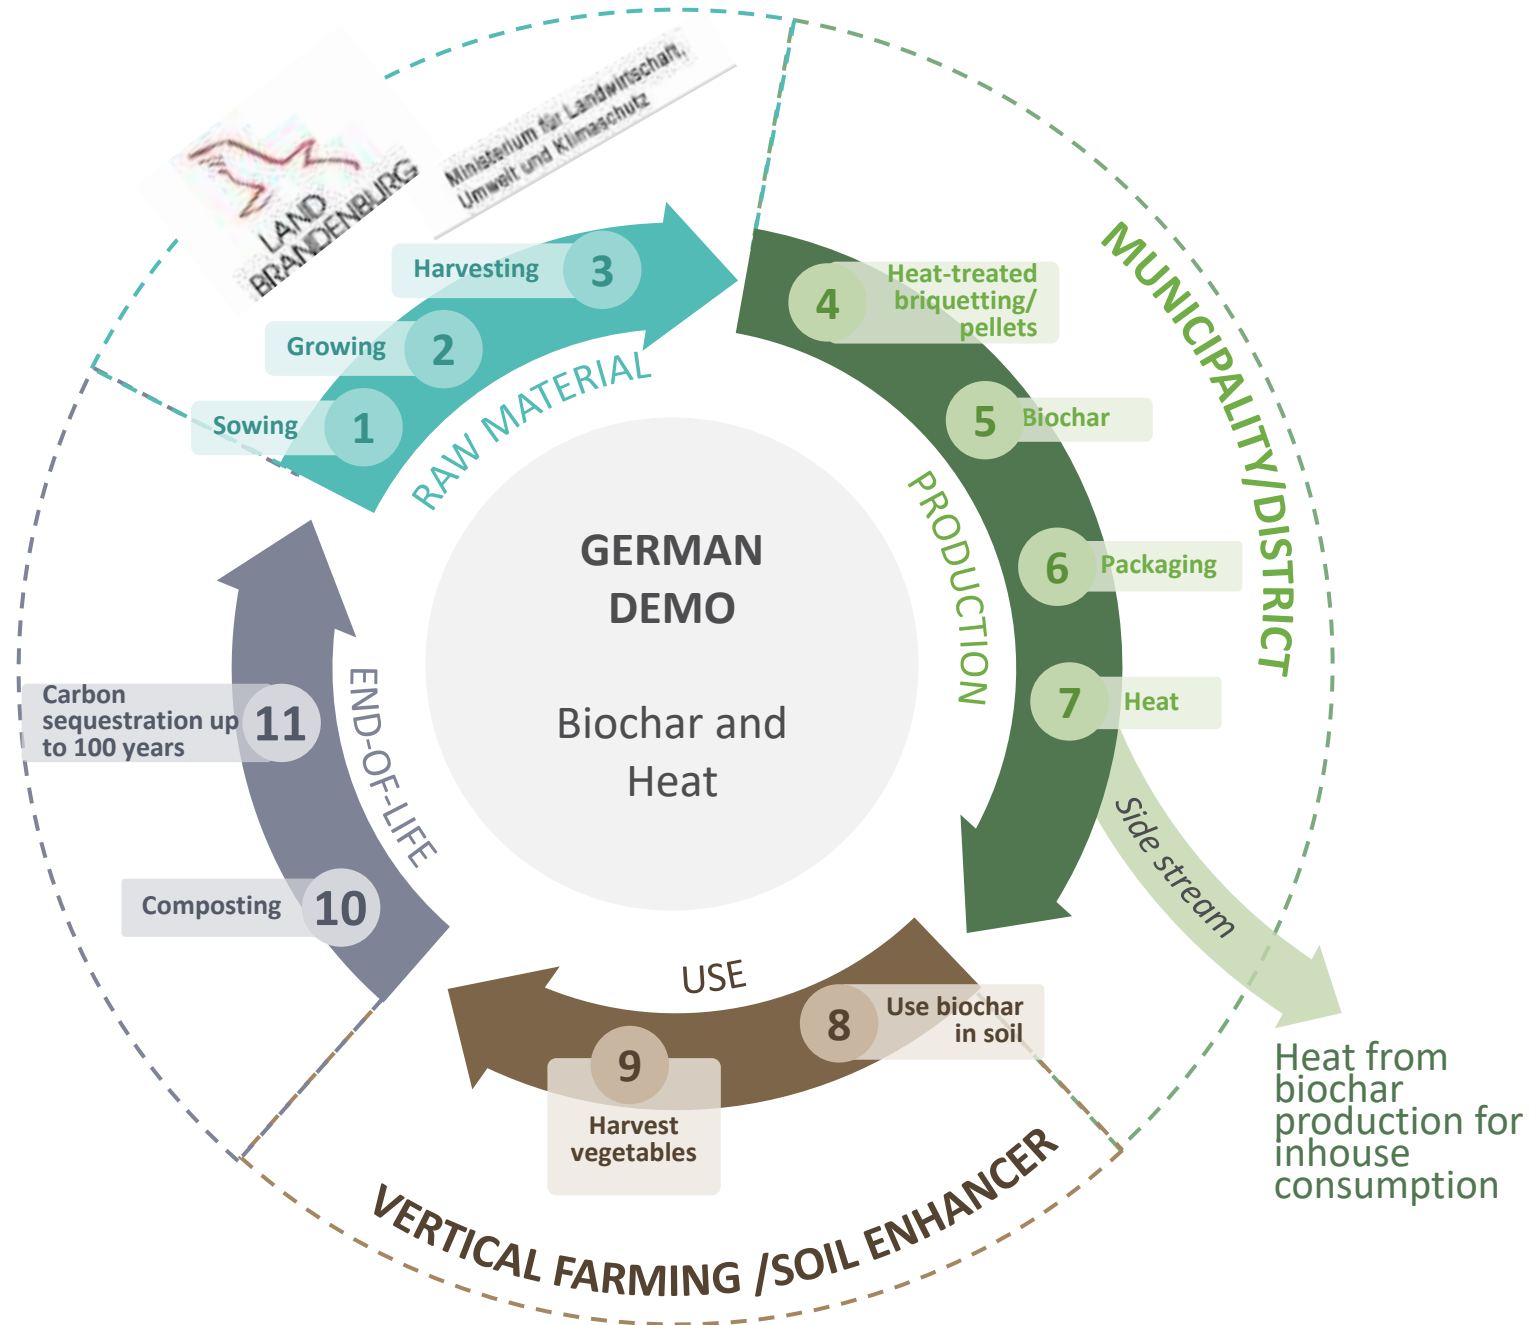 LAND
BRANDENBURG
Ministerium für Landwirtschaft,
Umwelt und Klimaschutz
Harvesting
3
Growing
2
Sowing
1
RAW MATERIAL
4
Heat-treated
briquetting/
pellets
5
Biochar
6
Packaging
7
Heat
PRODUCTION
MUNICIPALITY/DISTRICT
GERMAN
DEMO
Biochar and
Heat
Side stream
Heat from
biochar
production for
inhouse
consumption
USE
8
Use biochar
in soil
9
Harvest
vegetables
VERTICAL FARMING /SOIL ENHANCER
END-OF-LIFE
Composting
10
Carbon
sequestration up
to 100 years
11